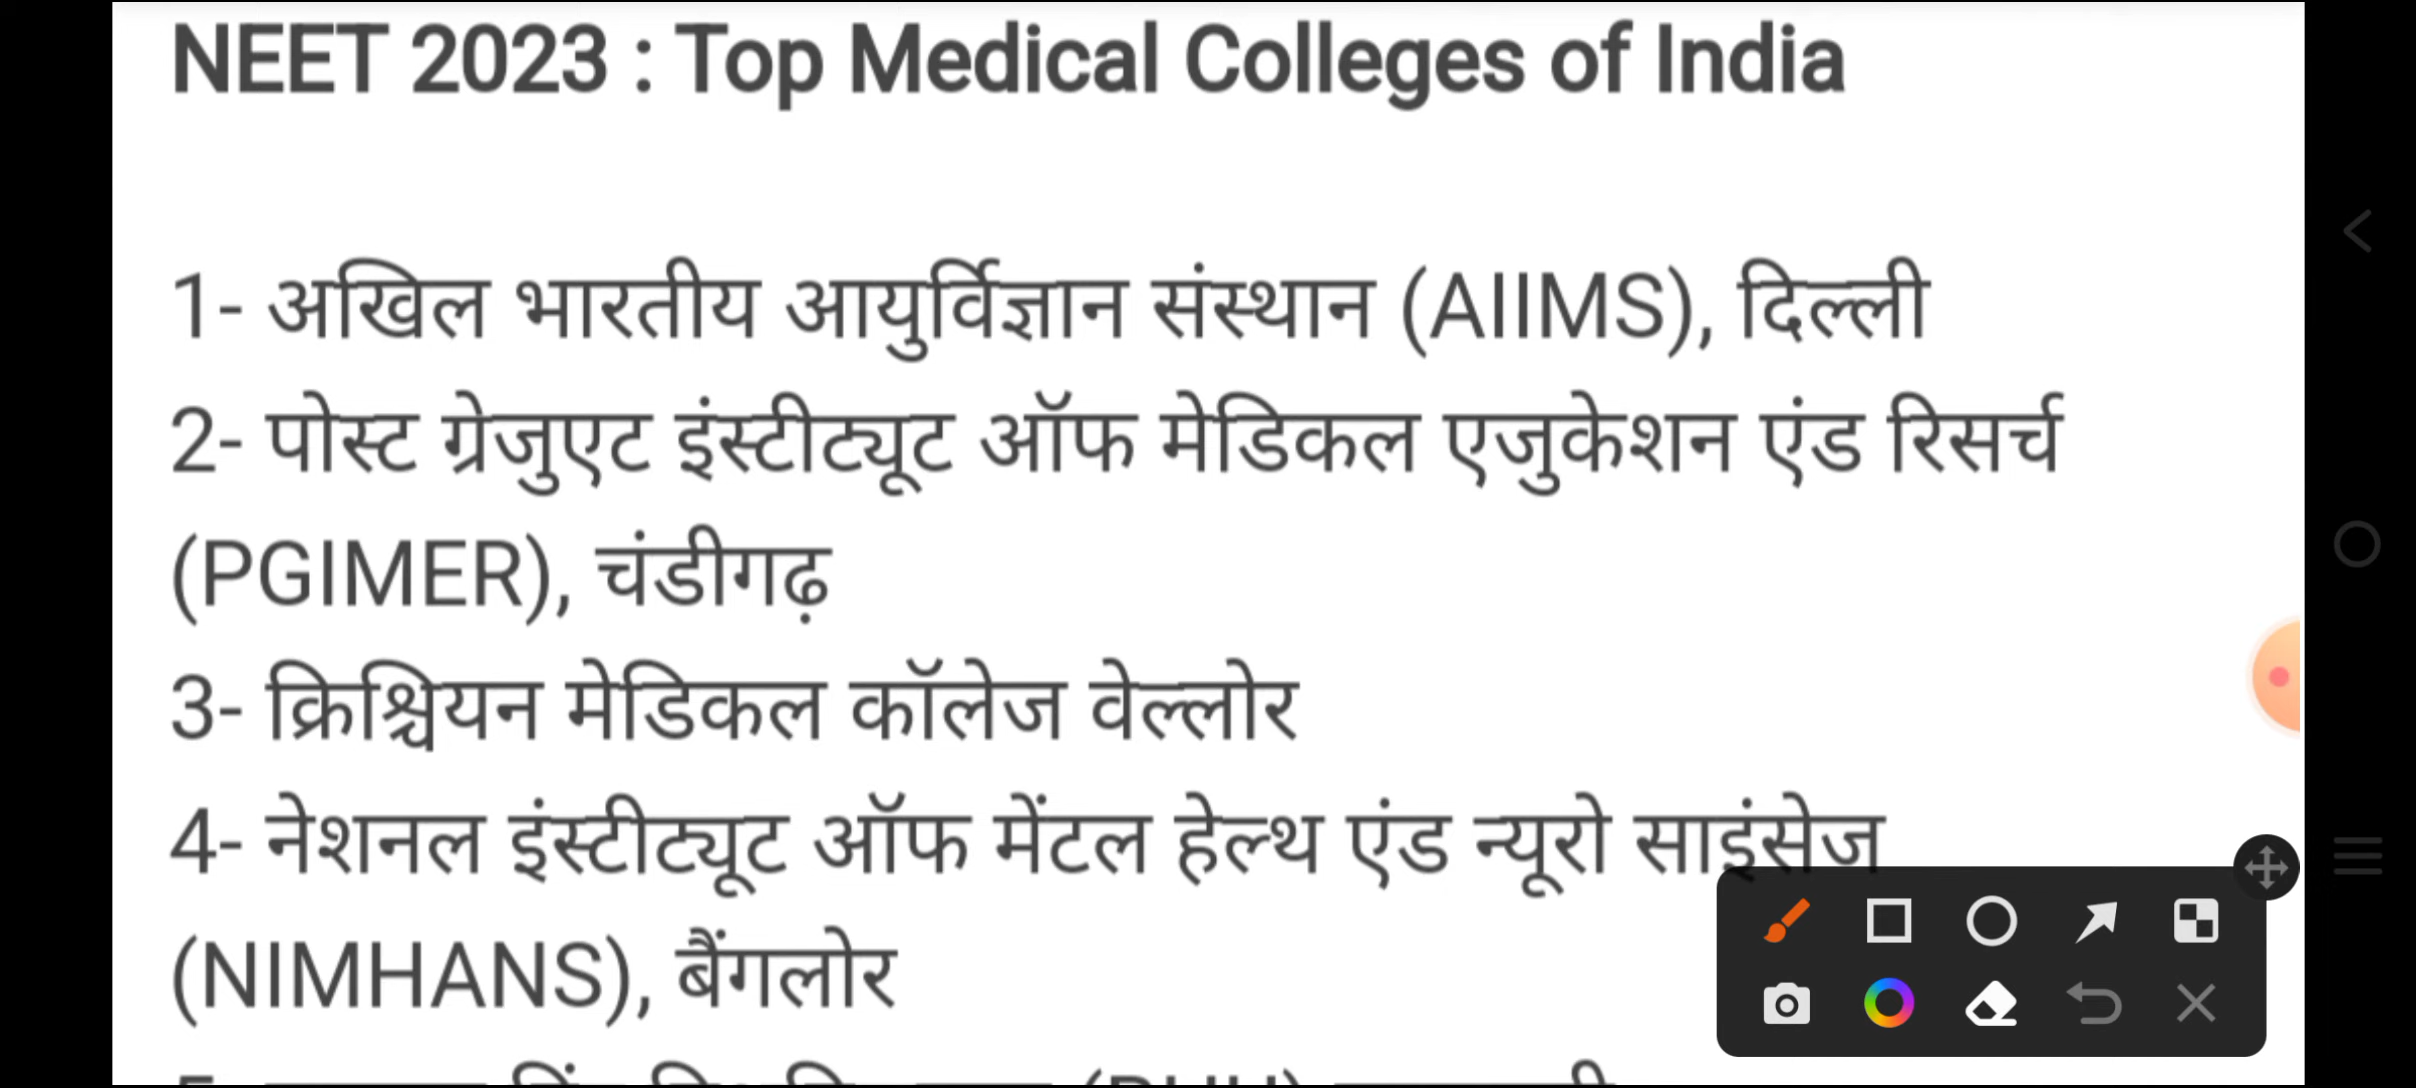 NEET 2023 : Top Medical Colleges of India
1- अखिल भारतीय आयुर्विज्ञान संस्थान (AIIMS), दिल्ली
2- पोस्ट ग्रेजुएट इंस्टीट्यूट ऑफ मेडिकल एजुकेशन एंड रिसर्च
(PGIMER), चंडीगढ़
3- क्रिश्चियन मेडिकल कॉलेज वेल्लोर
4- नेशनल इंस्टीट्यूट ऑफ मेंटल हेल्थ एंड न्यूरो साइंसेज
(NIMHANS), बैंगलोर